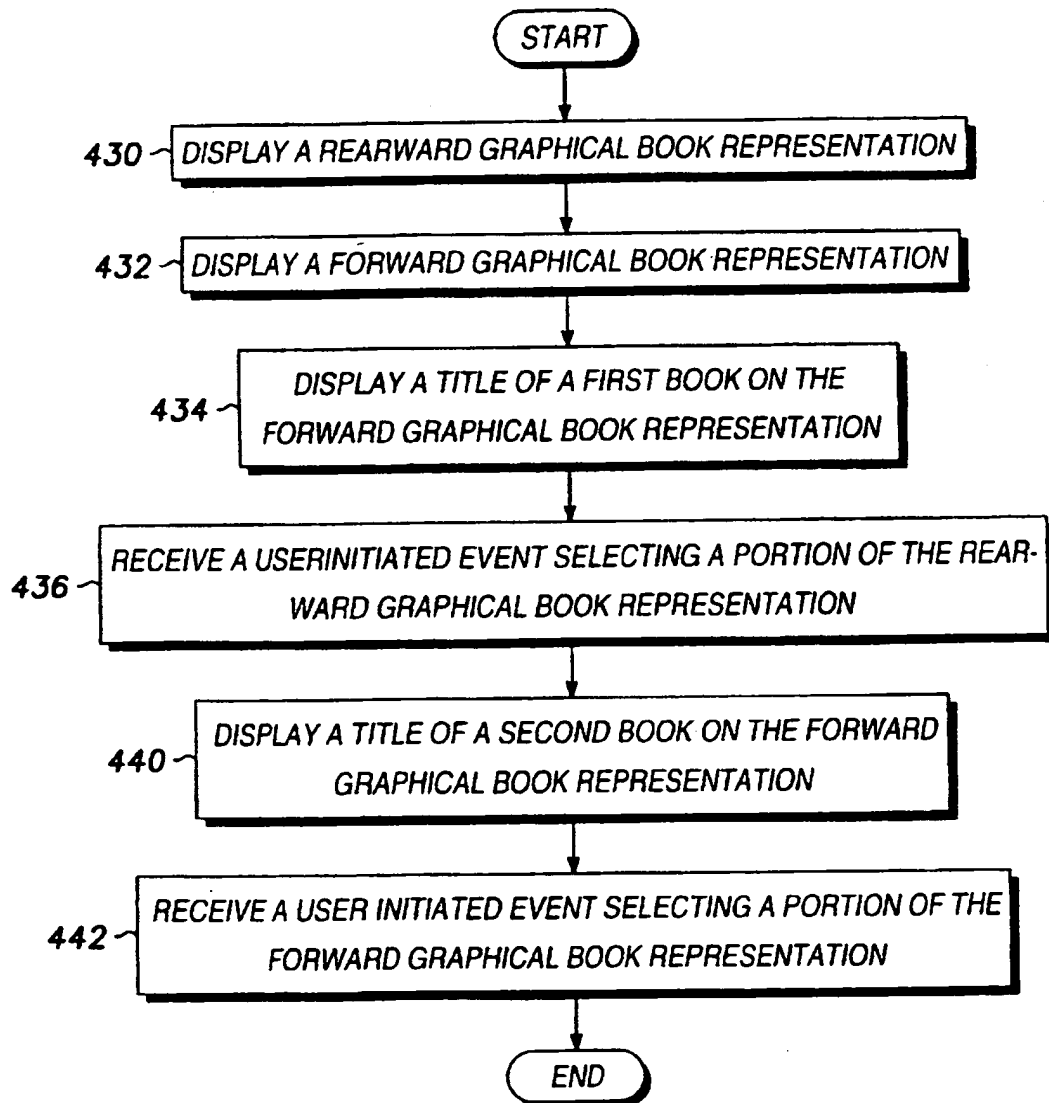 START
430 DISPLAY A REARWARD GRAPHICAL BOOK REPRESENTATION
432 DISPLAY A FORWARD GRAPHICAL BOOK REPRESENTATION
DISPLAY A TITLE OF A FIRST BOOK ON THE
434 FORWARD GRAPHICAL BOOK REPRESENTATION
RECEIVE A USERINITIATED EVENT SELECTING A PORTION OF THE REAR-
436 WARD GRAPHICAL BOOK REPRESENTATION
DISPLAY A TITLE OF A SECOND BOOK ON THE FORWARD
440 GRAPHICAL BOOK REPRESENTATION
RECEIVE A USER INITIATED EVENT SELECTING A PORTION OF THE
442 FORWARD GRAPHICAL BOOK REPRESENTATION
END